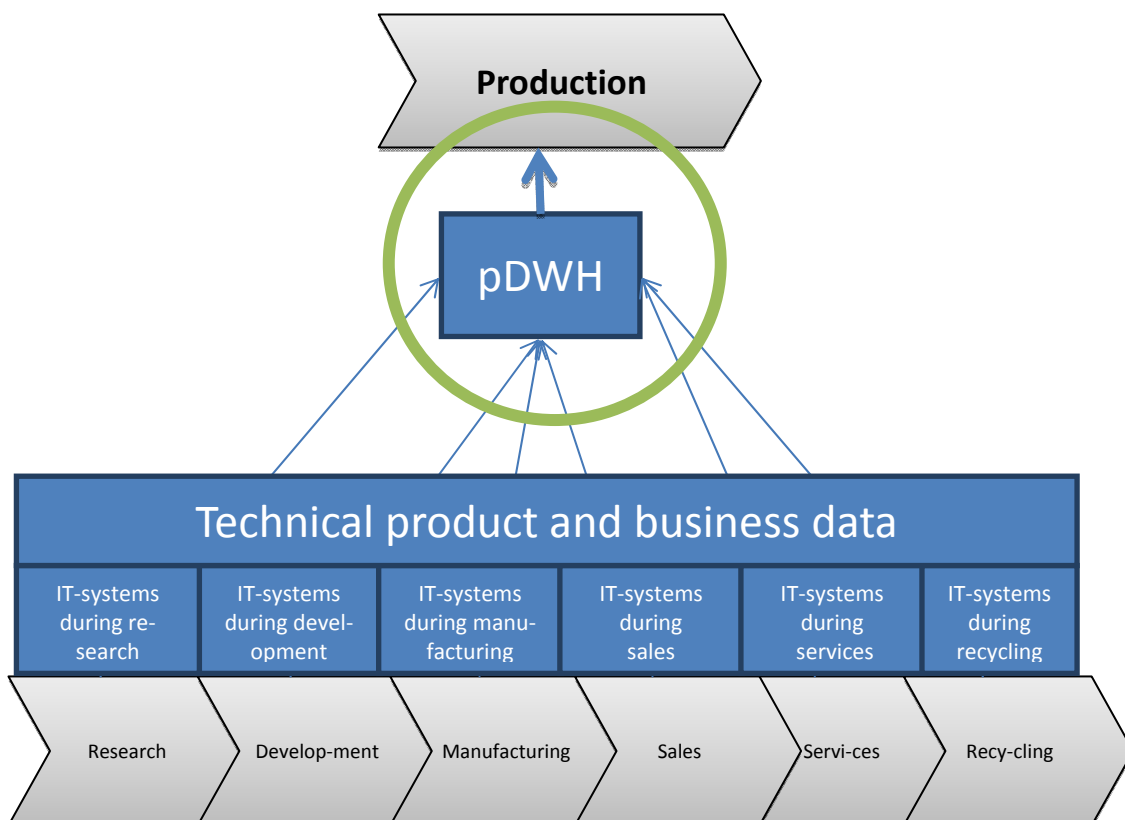 Production
pDWH
Technical product and business data
IT-systems
during re-
search
IT-systems
during devel-
opment
IT-systems
during manu-
facturing
IT-systems
during
sales
IT-systems
during
services
IT-systems
during
recycling
Research
Develop-ment
Manufacturing
Sales
Servi-ces
Recy-cling